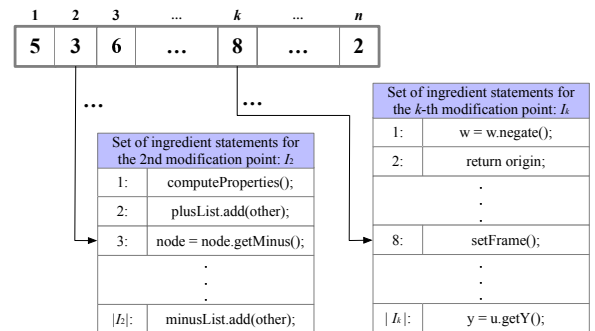 1 2 3 ... k ... n
5 3 6 ... 8 ... 2
... ...
Set of ingredient statements for
the k-th modification point: Ik
1: w = w.negate();
2: return origin;
.
.
.
8: setFrame();
.
.
.
| Ik |: y = u.getY();
Set of ingredient statements for
the 2nd modification point: I2
1: computeProperties();
2: plusList.add(other);
3: node = node.getMinus();
.
.
.
|I2|: minusList.add(other);